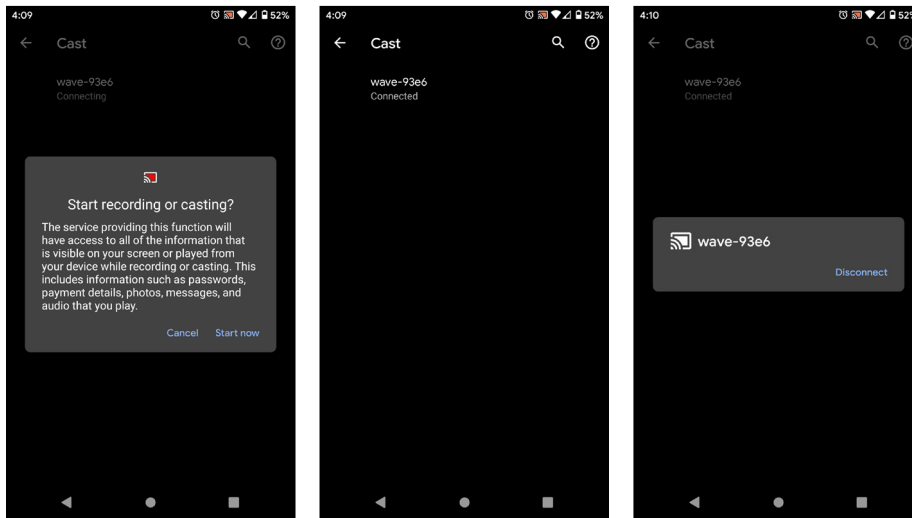 4:09
52%
Cast
wave-93e6
Connecting
Start recording or casting?
The service providing this function will
have access to all of the information that
is visible on your screen or played from
your device while recording or casting. This
includes information such as passwords,
payment details, photos, messages, and
audio that you play.
Cancel
Start now
4:09
52%
Cast
wave-93e6
Connected
4:10
52%
Cast
wave-93e6
Connected
wave-93e6
Disconnect